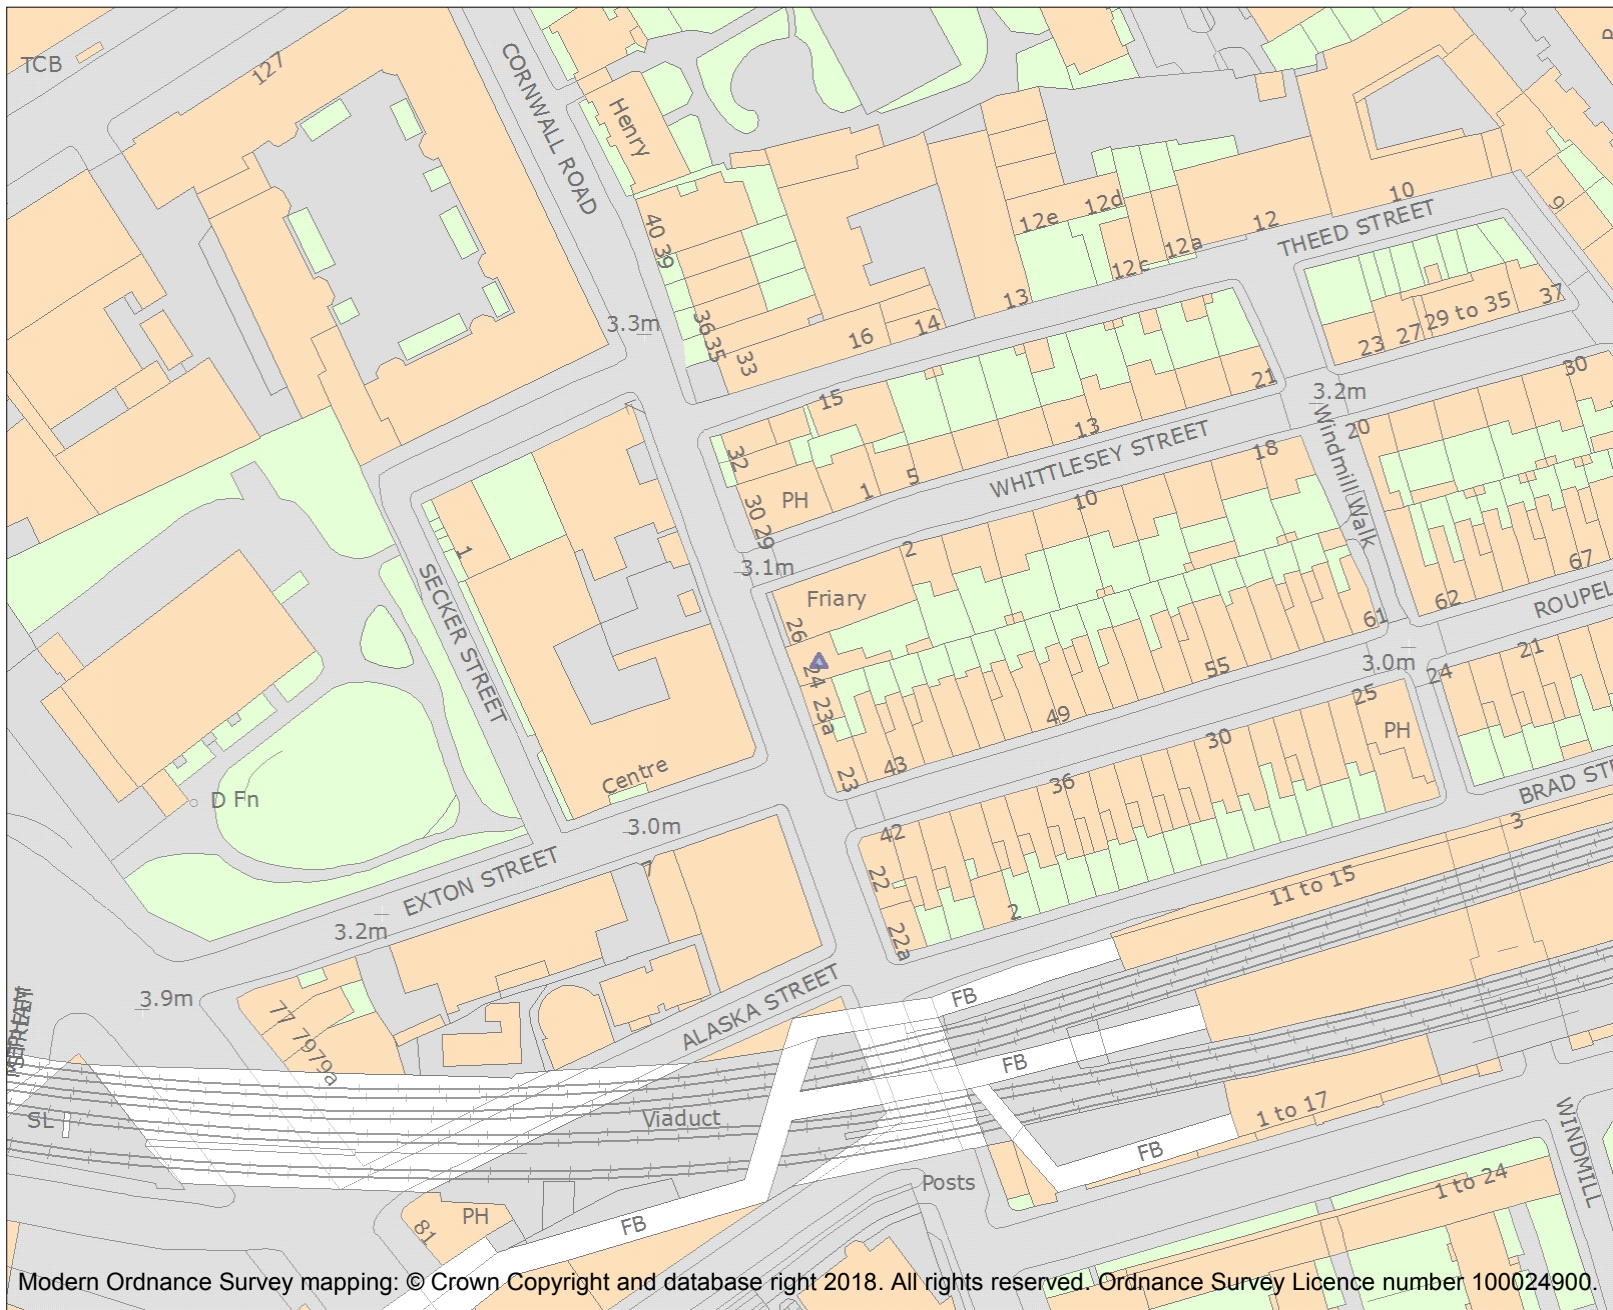 TCB
127
CORNWALL ROAD
Henry
40
39
36
35
33
3.3m
16
14
13
12e
12d
12c
12a
12
10
THEED STREET
9
37
29 to 35
27
23
3.2m
30
20
21
15
13
WHITTLESEY STREET
5
1
PH
32
30
29
18
10
2
Windmill Walk
3.1m
Friary
26
24
23a
23
1
SECKER STREET
67
62
61
ROUPEL
3.0m
55
49
43
21
24
25
PH
30
36
42
BRAD STR
3
Centre
D Fn
3.0m
7
EXTON STREET
3.2m
22
22a
2
11 to 15
3.9m
77
79
79a
ALASKA STREET
FB
FB
SL
Viaduct
1 to 17
FB
WINDMILL
Posts
1 to 24
81
PH
FB
Modern Ordnance Survey mapping: © Crown Copyright and database right 2018. All rights reserved. Ordnance Survey Licence number 100024900.